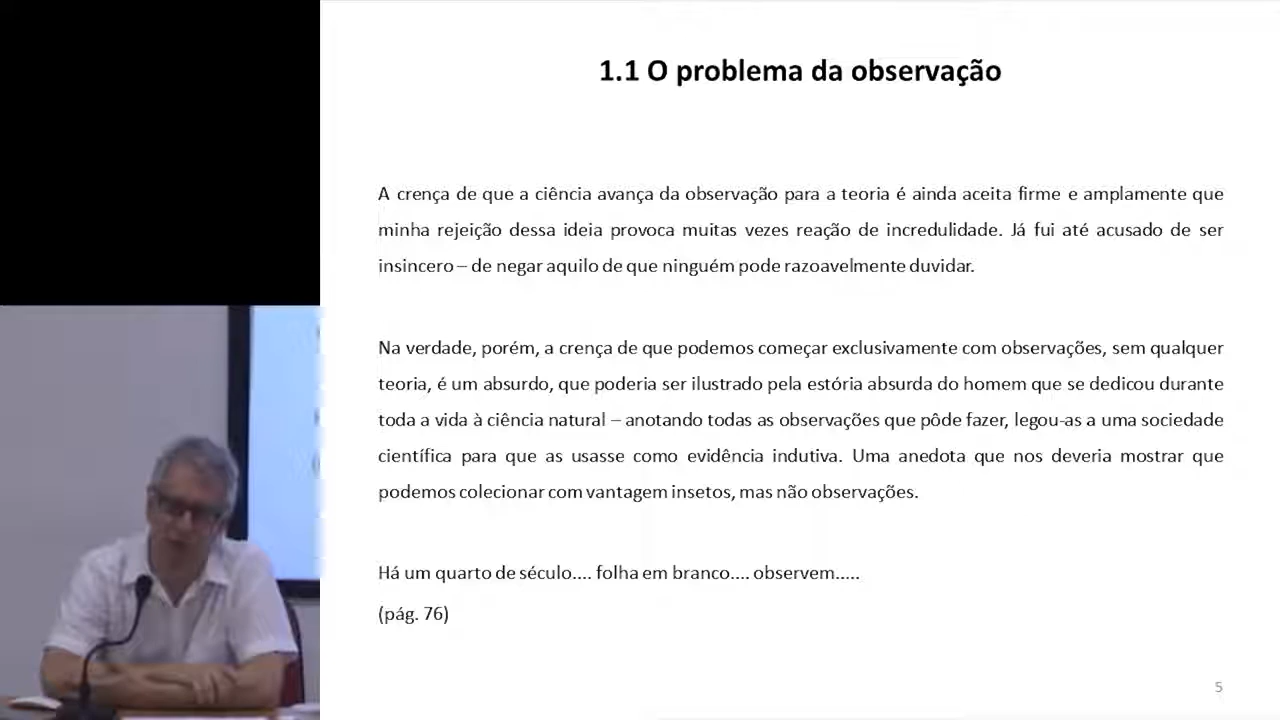 1.1 O problema da observação
A crença de que a ciência avança da observação para a teoria é ainda aceita firme e amplamente que
minha rejeição dessa ideia provoca muitas vezes reação de incredulidade. Já fui até acusado de ser
insincero – de negar aquilo de que ninguém pode razoavelmente duvidar.
Na verdade, porém, a crença de que podemos começar exclusivamente com observações, sem qualquer
teoria, é um absurdo, que poderia ser ilustrado pela estória absurda do homem que se dedicou durante
toda a vida à ciência natural – anotando todas as observações que pôde fazer, legou-as a uma sociedade
científica para que as usasse como evidência indutiva. Uma anedota que nos deveria mostrar que
podemos colecionar com vantagem insetos, mas não observações.
Há um quarto de século.... folha em branco.... observem.....
(pág. 76)
5